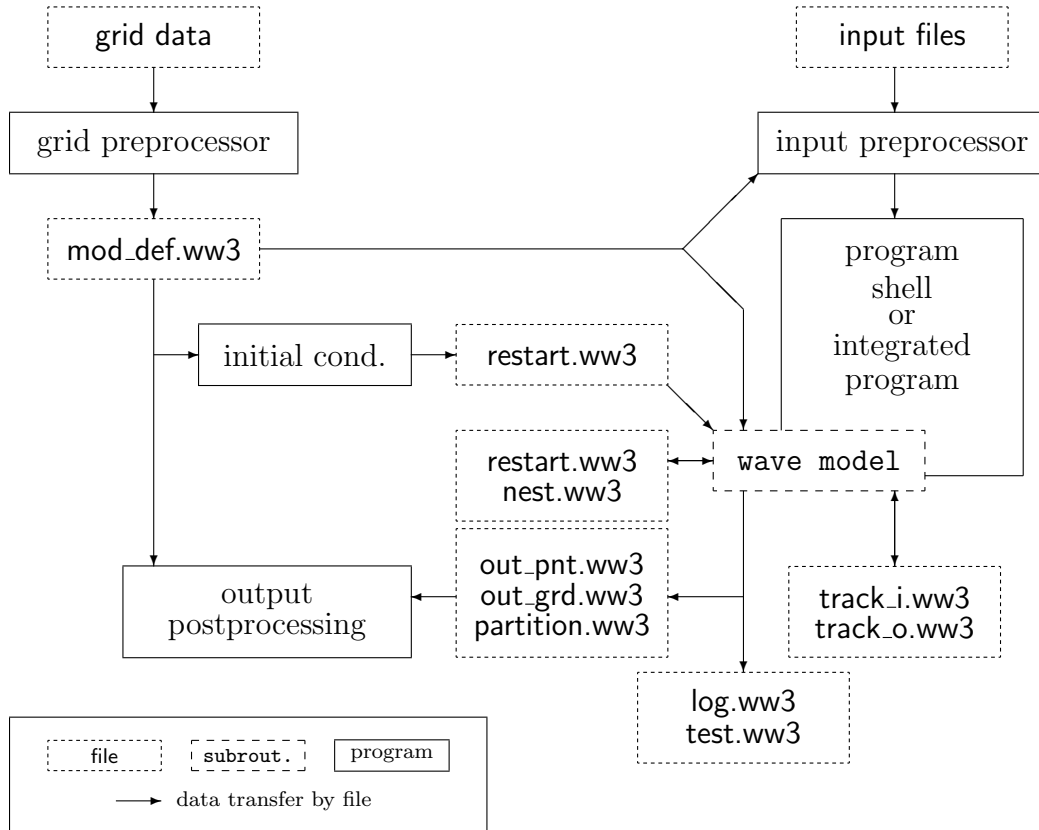 grid data
input files
grid preprocessor
input preprocessor
mod_def.ww3
program
shell
or
integrated
program
initial cond.
restart.ww3
restart.ww3
nest.ww3
wave model
out_pnt.ww3
out_grd.ww3
partition.ww3
output
postprocessing
track_i.ww3
track_o.ww3
log.ww3
test.ww3
file
subrout.
program
data transfer by file